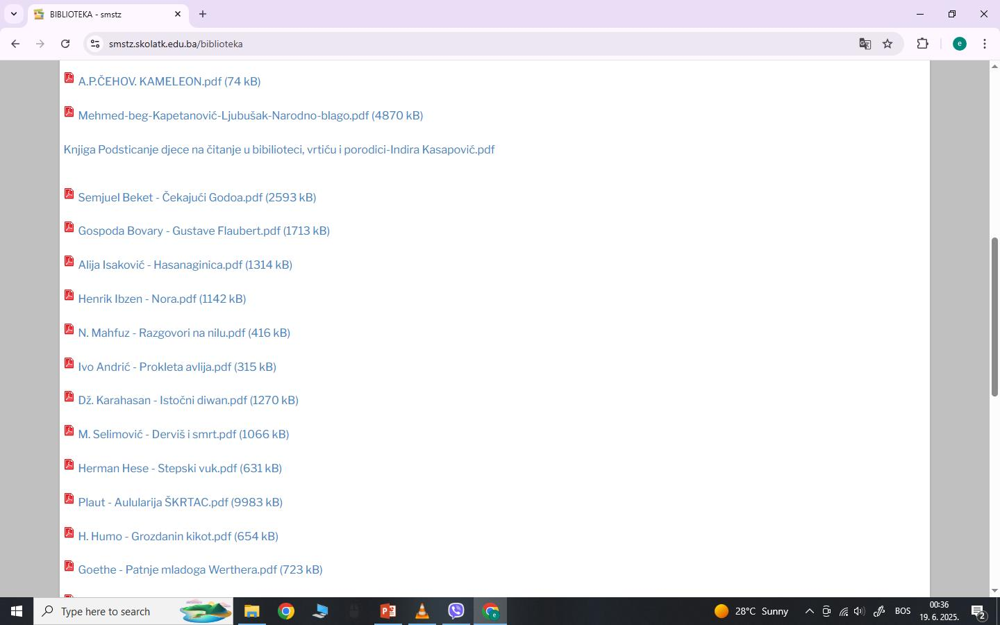 BIBLIOTEKA - smstz
smstz.skolatk.edu.ba/biblioteka
e
A.P.ČEHOV. KAMELEON.pdf (74 kB)
Mehmed-beg-Kapetanović-Ljubušak-Narodno-blago.pdf (4870 kB)
Knjiga Podsticanje djece na čitanje u bibilioteci, vrtiću i porodici-Indira Kasapović.pdf
Semjuel Beket - Čekajući Godoa.pdf (2593 kB)
Gospoda Bovary - Gustave Flaubert.pdf (1713 kB)
Alija Isaković - Hasanaginica.pdf (1314 kB)
Henrik Ibzen - Nora.pdf (1142 kB)
N. Mahfuz - Razgovori na nilu.pdf (416 kB)
Ivo Andrić - Prokleta avlija.pdf (315 kB)
Dž. Karahasan - Istočni diwan.pdf (1270 kB)
M. Selimović - Derviš i smrt.pdf (1066 kB)
Herman Hese - Stepski vuk.pdf (631 kB)
Plaut - Aulularija ŠKRTAC.pdf (9983 kB)
H. Humo - Grozdanin kikot.pdf (654 kB)
Goethe - Patnje mladoga Werthera.pdf (723 kB)
Type here to search
28°C Sunny
BOS
00:36
19. 6. 2025.
2